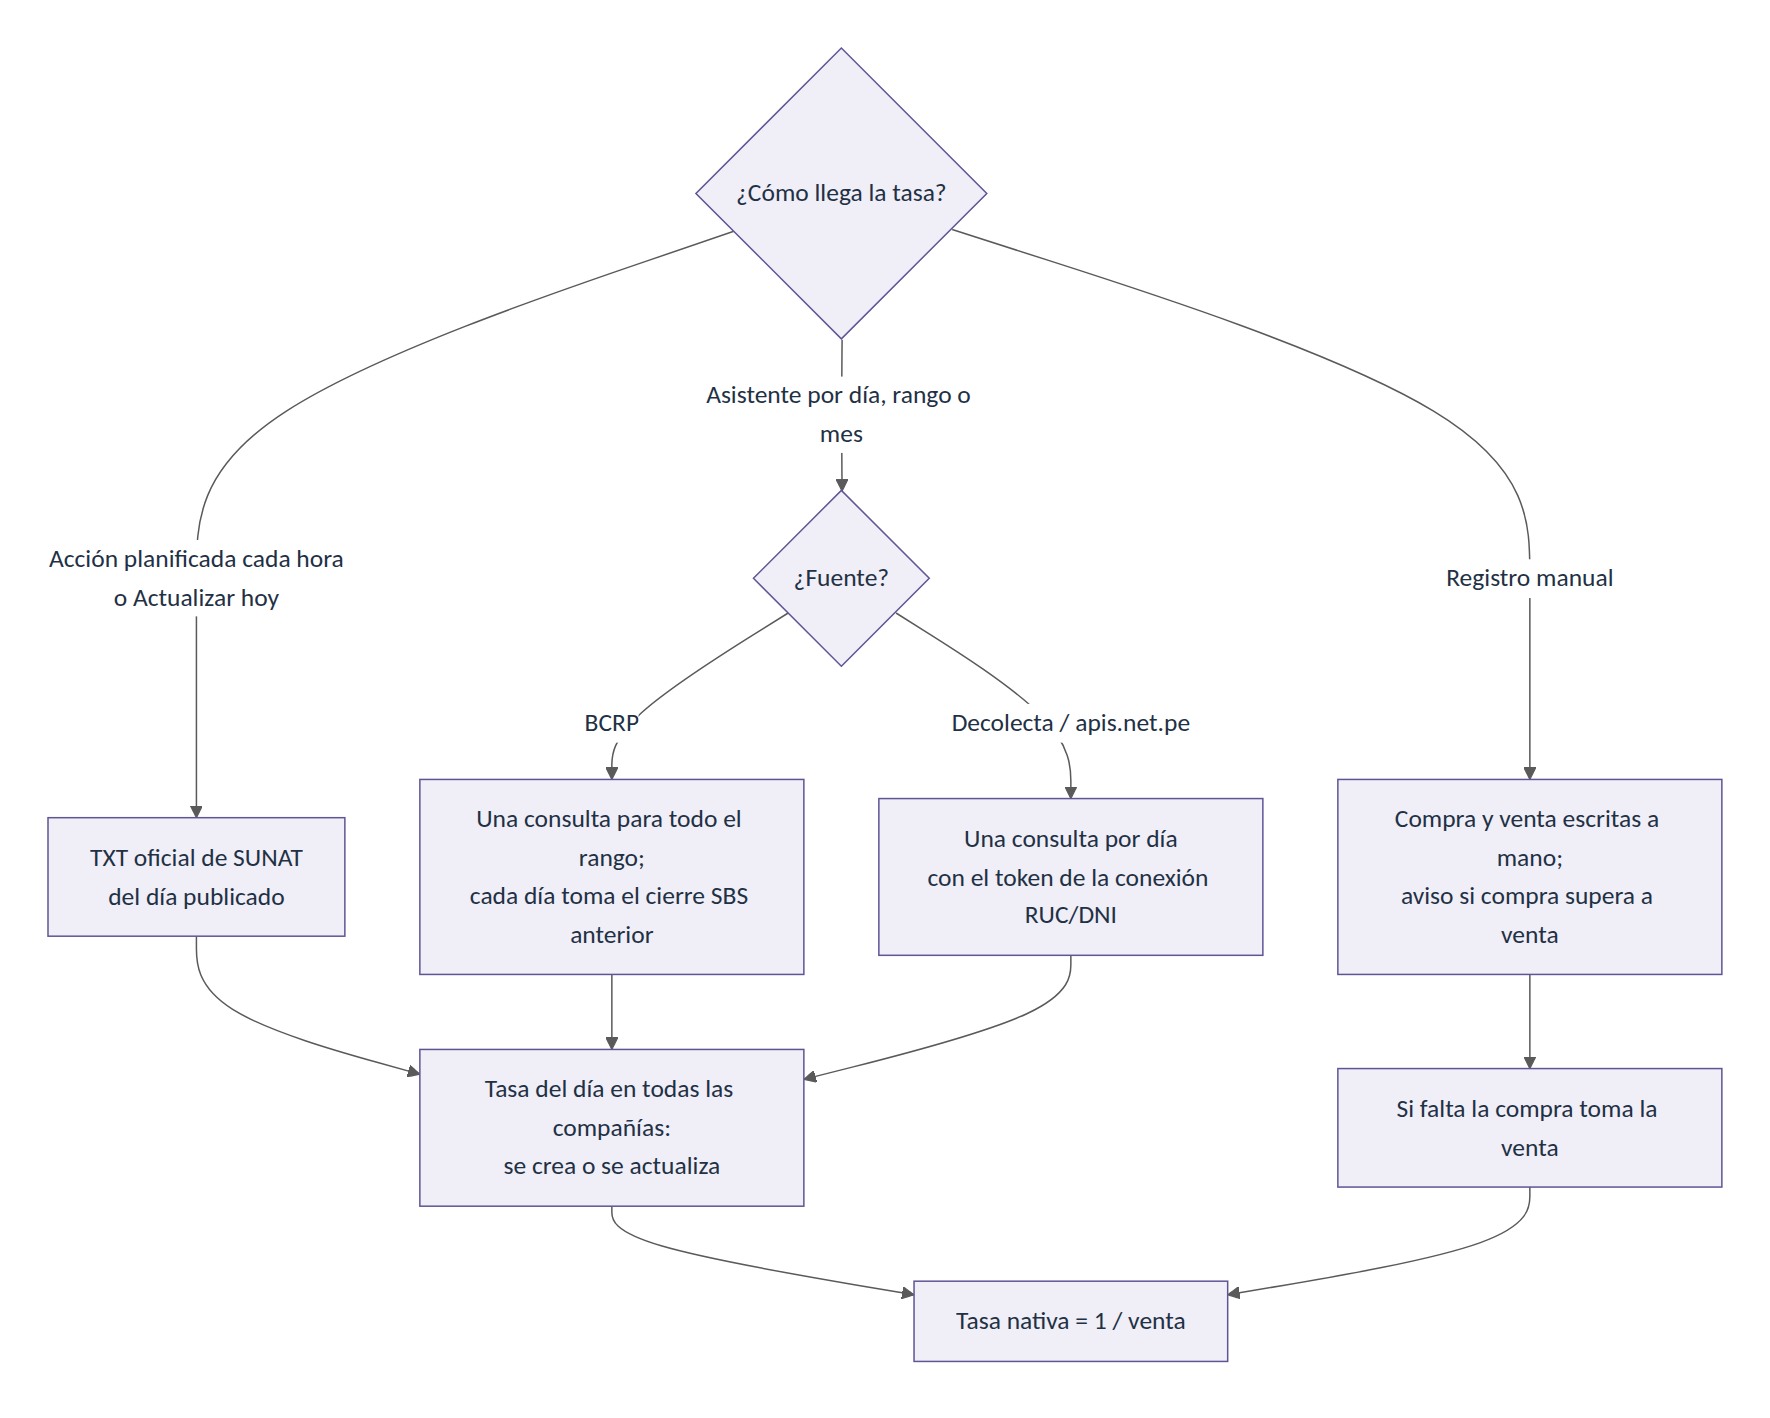 ¿Cómo llega la tasa?
Asistente por día, rango o
mes
Acción planificada cada hora
o Actualizar hoy
¿Fuente?
Registro manual
BCRP
Decolecta / apis.net.pe
TXT oficial de SUNAT
del día publicado
Una consulta para todo el
rango;
cada día toma el cierre SBS
anterior
Una consulta por día
con el token de la conexión
RUC/DNI
Compra y venta escritas a
mano;
aviso si compra supera a
venta
Tasa del día en todas las
compañías:
se crea o se actualiza
Si falta la compra toma la
venta
Tasa nativa = 1 / venta